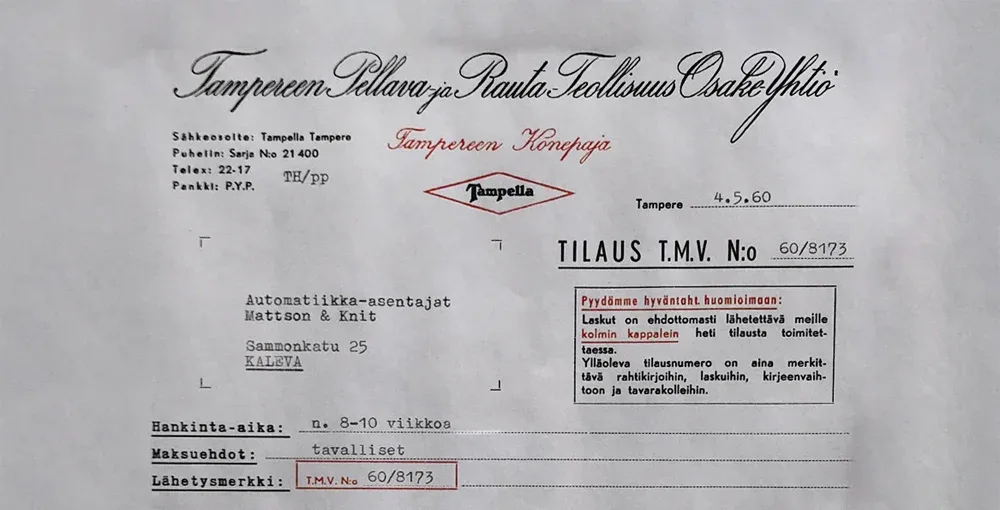 Tampereen Pellava- ja Rauta-Teollisuus Osake-Yhtiö
Tampereen Konepaja
Sähkeosoite: Tampella Tampere
Puhelin: Sarja N:o 21 400
Telex: 22-17
Pankki: P.Y.P.
TH/pp
Tampella
Tampere 4.5.60
TILAUS T.M.V. N:o 60/8173
Automatiikka-asentajat
Mattson & Knit
Sammonkatu 25
KALEVA
Pyydämme hyväntaht. huomioimaan:
Laskut on ehdottomasti lähetettävä meille
kolmin kappalein heti tilausta toimitet-
taessa.
Ylläoleva tilausnumero on aina merkit-
tävä rahtikirjoihin, laskuihin, kirjeenvaih-
toon ja tavarakolleihin.
Hankinta-aika: n. 8-10 viikkoa
Maksuehdot: tavalliset
Lähetysmerkki: T.M.V. N:o 60/8173